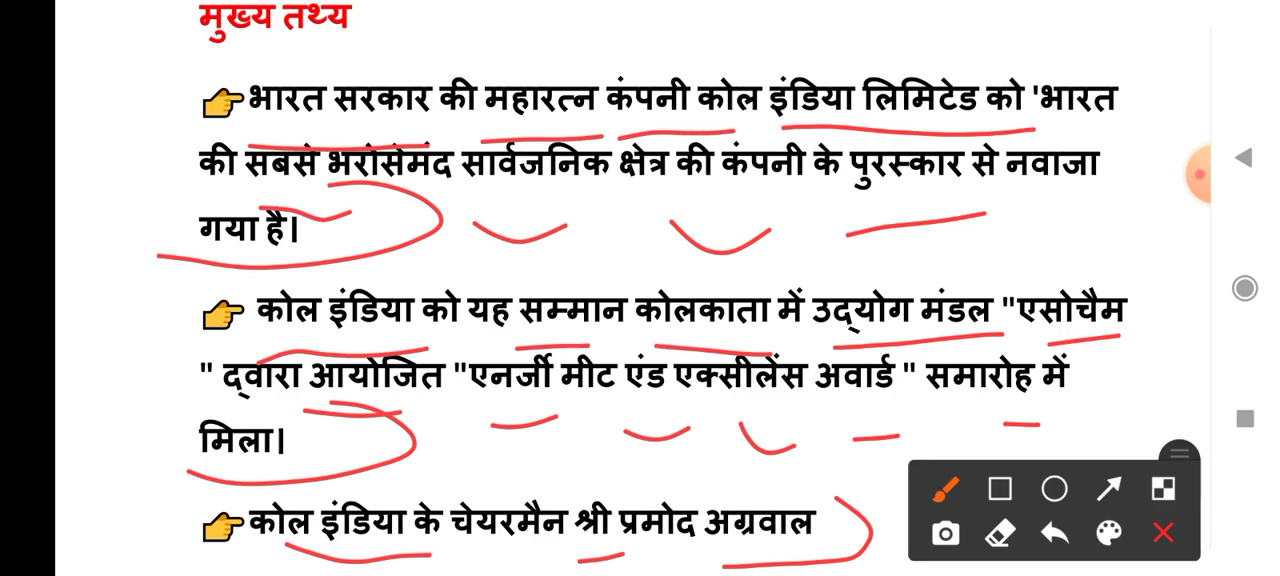 मुख्य तथ्य
👉भारत सरकार की महारत्न कंपनी कोल इंडिया लिमिटेड को 'भारत
की सबसे भरोसेमंद सार्वजनिक क्षेत्र की कंपनी के पुरस्कार से नवाजा
गया है।
👉 कोल इंडिया को यह सम्मान कोलकाता में उद्योग मंडल "एसोचैम
" द्वारा आयोजित "एनर्जी मीट एंड एक्सीलेंस अवार्ड " समारोह में
मिला।
👉कोल इंडिया के चेयरमैन श्री प्रमोद अग्रवाल